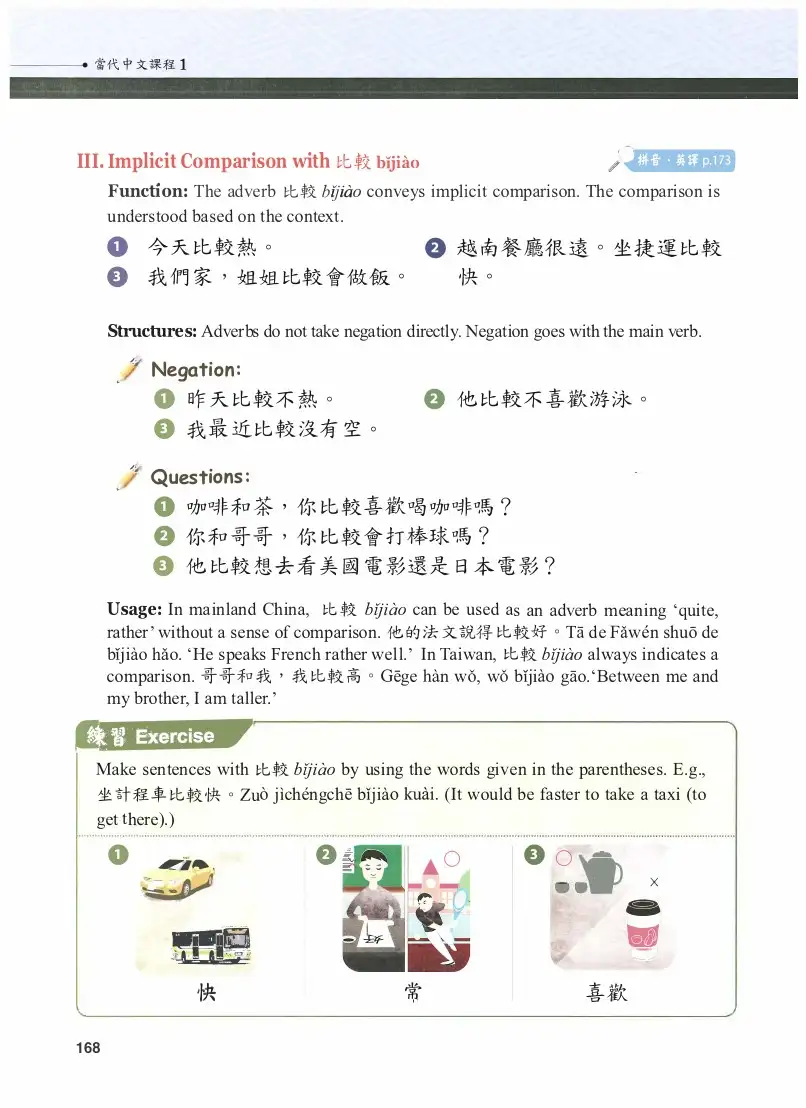 當代中文課程 1
III. Implicit Comparison with 比較 bǐjiào
拼音‧英譯 p.173
Function: The adverb 比較 bǐjiào conveys implicit comparison. The comparison is
understood based on the context.
1 今天比較熱。
2 越南餐廳很遠。坐捷運比較
快。
3 我們家，姐姐比較會做飯。
Structures: Adverbs do not take negation directly. Negation goes with the main verb.
Negation:
1 昨天比較不熱。
2 他比較不喜歡游泳。
3 我最近比較沒有空。
Questions:
1 咖啡和茶，你比較喜歡喝咖啡嗎？
2 你和哥哥，你比較會打棒球嗎？
3 他比較想去看美國電影還是日本電影？
Usage: In mainland China, 比較 bǐjiào can be used as an adverb meaning ‘quite,
rather’ without a sense of comparison. 他的法文說得比較好。Tā de Fǎwén shuō de
bǐjiào hǎo. ‘He speaks French rather well.’ In Taiwan, 比較 bǐjiào always indicates a
comparison. 哥哥和我，我比較高。Gēge hàn wǒ, wǒ bǐjiào gāo.‘Between me and
my brother, I am taller.’
練習 Exercise
Make sentences with 比較 bǐjiào by using the words given in the parentheses. E.g.,
坐計程車比較快。Zuò jìchéngchē bǐjiào kuài. (It would be faster to take a taxi (to
get there).)
1
2
3
快
常
喜歡
168